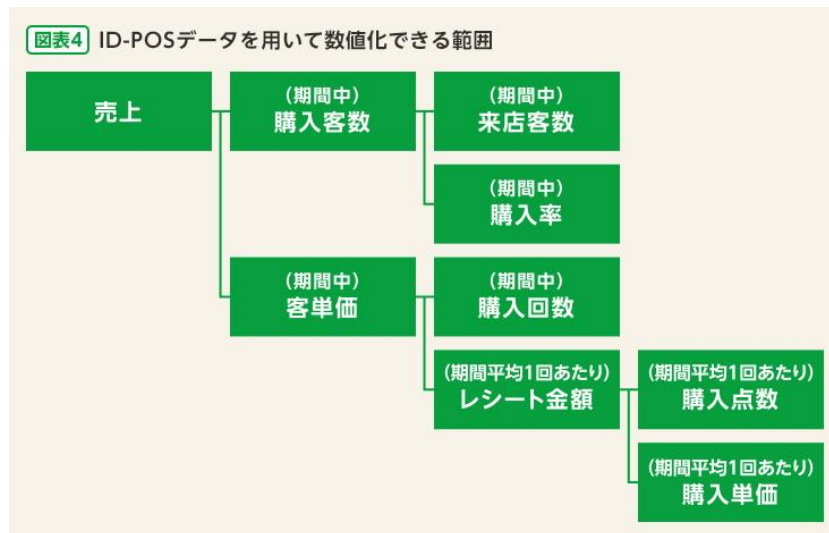 図表4 ID-POSデータを用いて数値化できる範囲
売上
(期間中)
購入客数
(期間中)
来店客数
(期間中)
購入率
(期間中)
客単価
(期間中)
購入回数
(期間平均1回あたり)
レシート金額
(期間平均1回あたり)
購入点数
(期間平均1回あたり)
購入単価